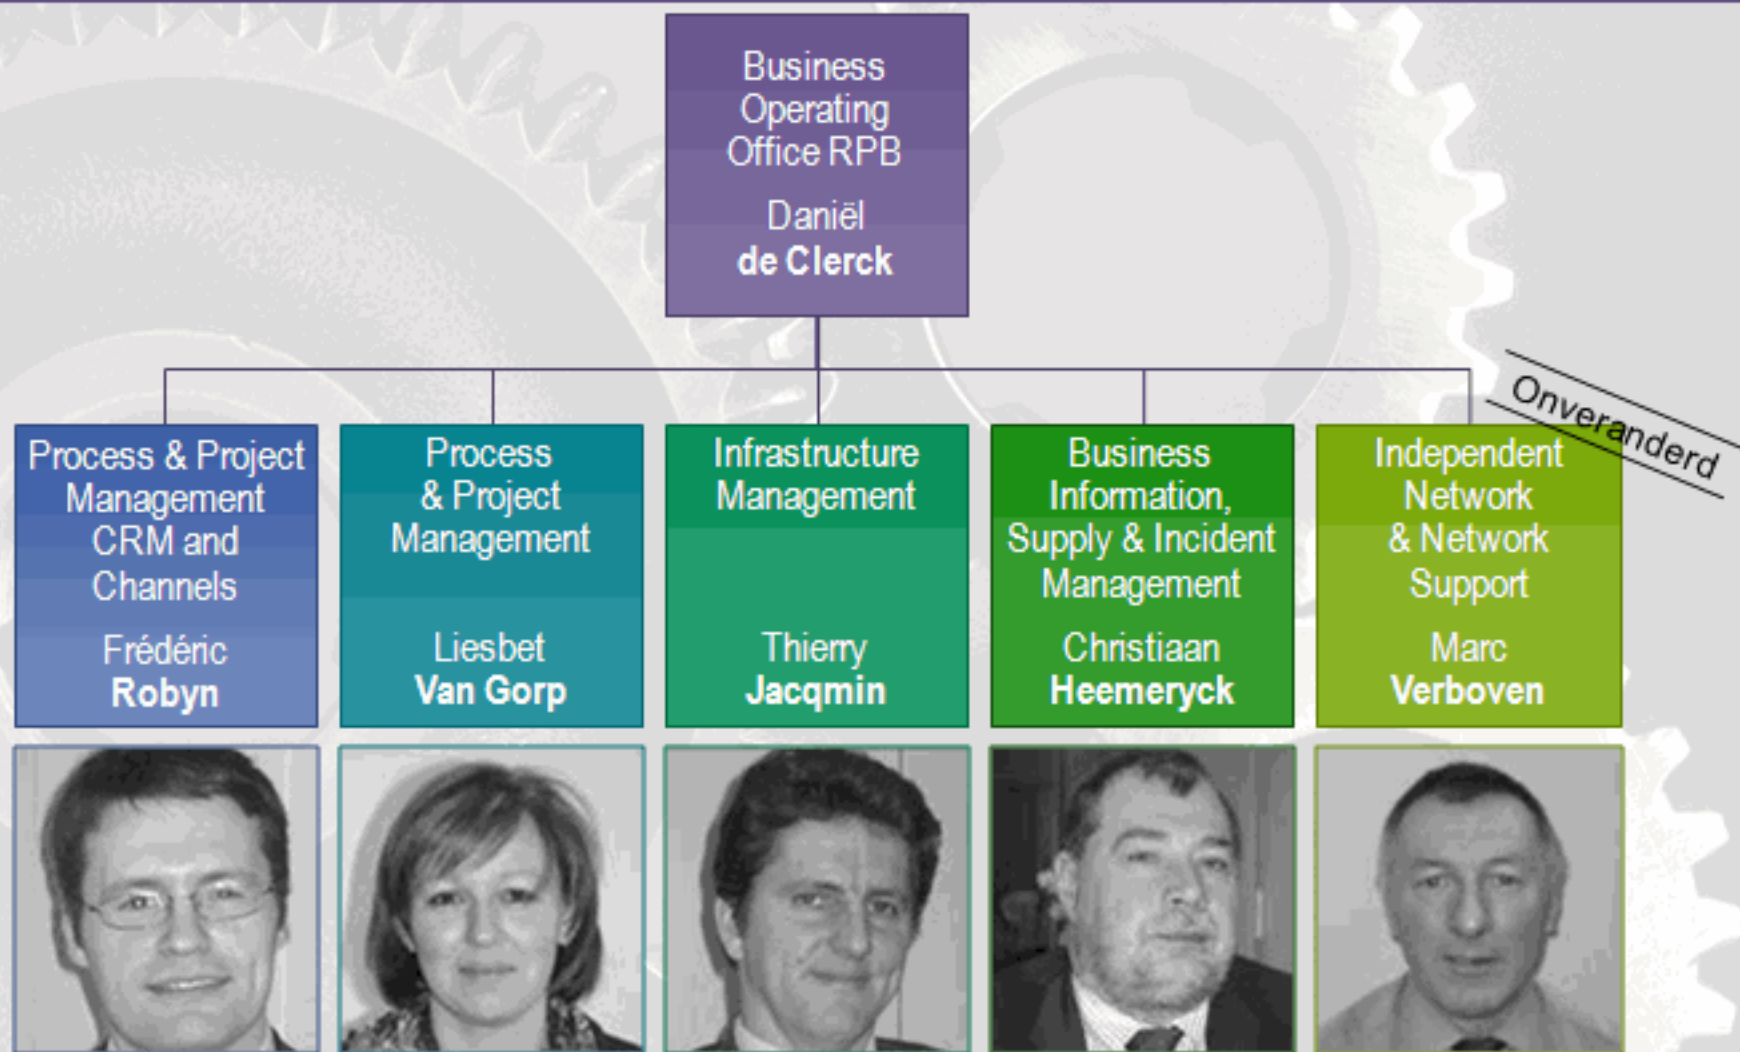 Business
Operating
Office RPB
Daniël
de Clerck
Onveranderd
Process & Project
Management
CRM and
Channels
Frédéric
Robyn
Process
& Project
Management
Liesbet
Van Gorp
Infrastructure
Management
Thierry
Jacqmin
Business
Information,
Supply & Incident
Management
Christiaan
Heemeryck
Independent
Network
& Network
Support
Marc
Verboven